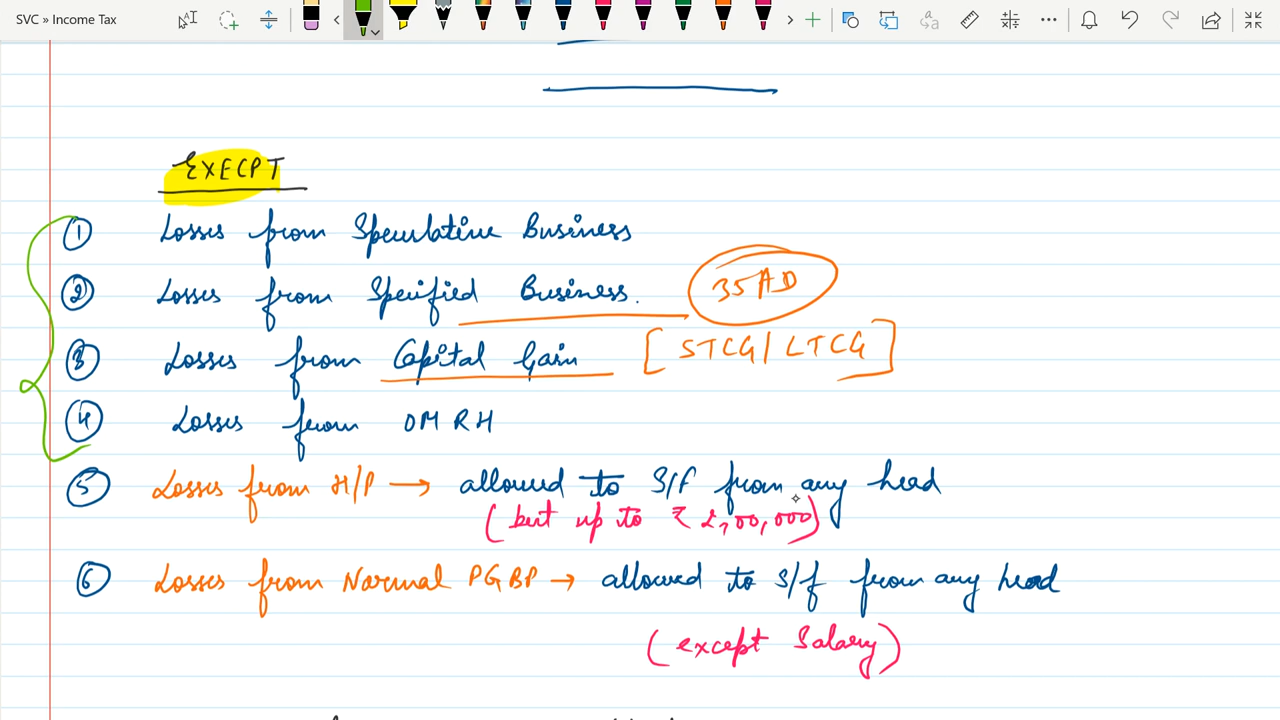 SVC » Income Tax
EXECPT
① Losses from Speculative Business
② Losses from Specified Business. 35AD
③ Losses from Capital Gain [STCG/LTCG]
④ Losses from OMRH
⑤ Losses from H/P → allowed to S/f from any head
(but up to ₹ 2,00,000)
⑥ Losses from Normal PGBP → allowed to S/f from any head
(except Salary)